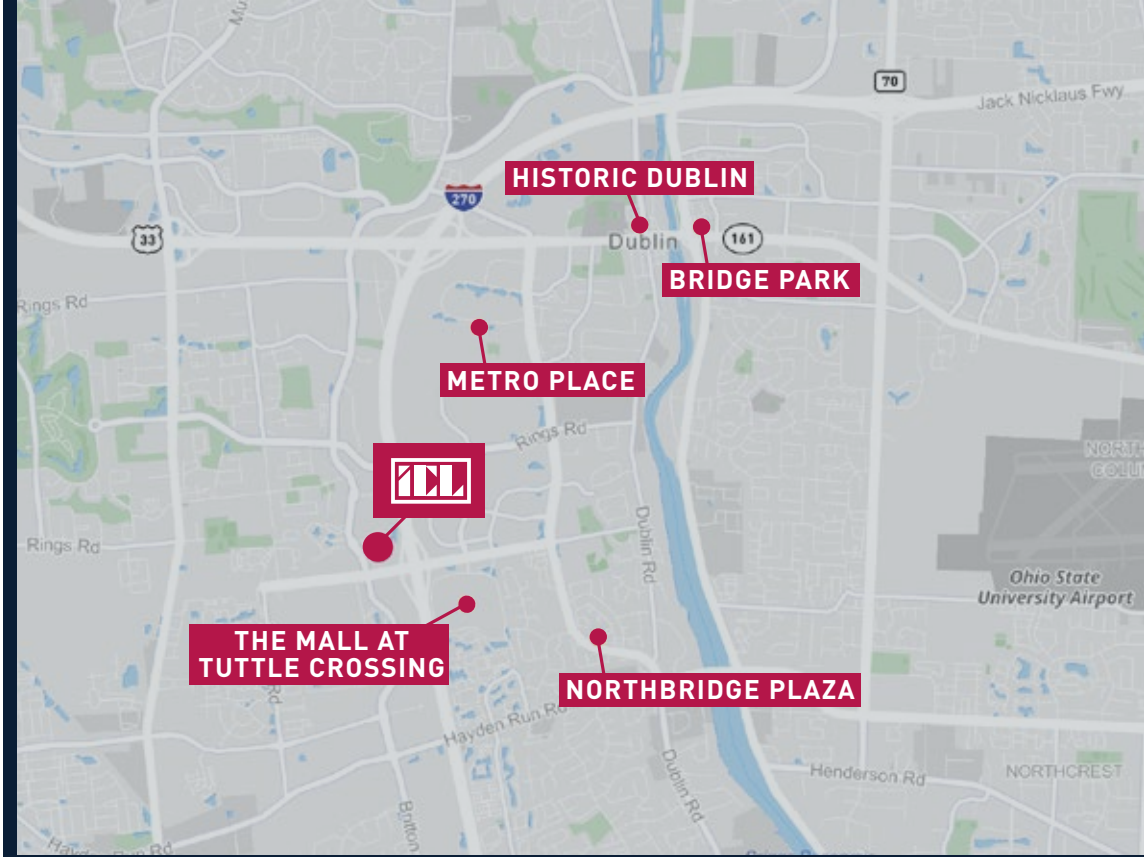 Mu
70
Jack Nicklaus Fwy
HISTORIC DUBLIN
270
33
Dublin
161
BRIDGE PARK
Rings Rd
METRO PLACE
Rings Rd
ICL
Rings Rd
Dublin Rd
Ohio State
University Airport
THE MALL AT
TUTTLE CROSSING
Rd
NORTHBRIDGE PLAZA
Hayden Run Rd
Dublin Rd
Henderson Rd
NORTHCREST
Britton